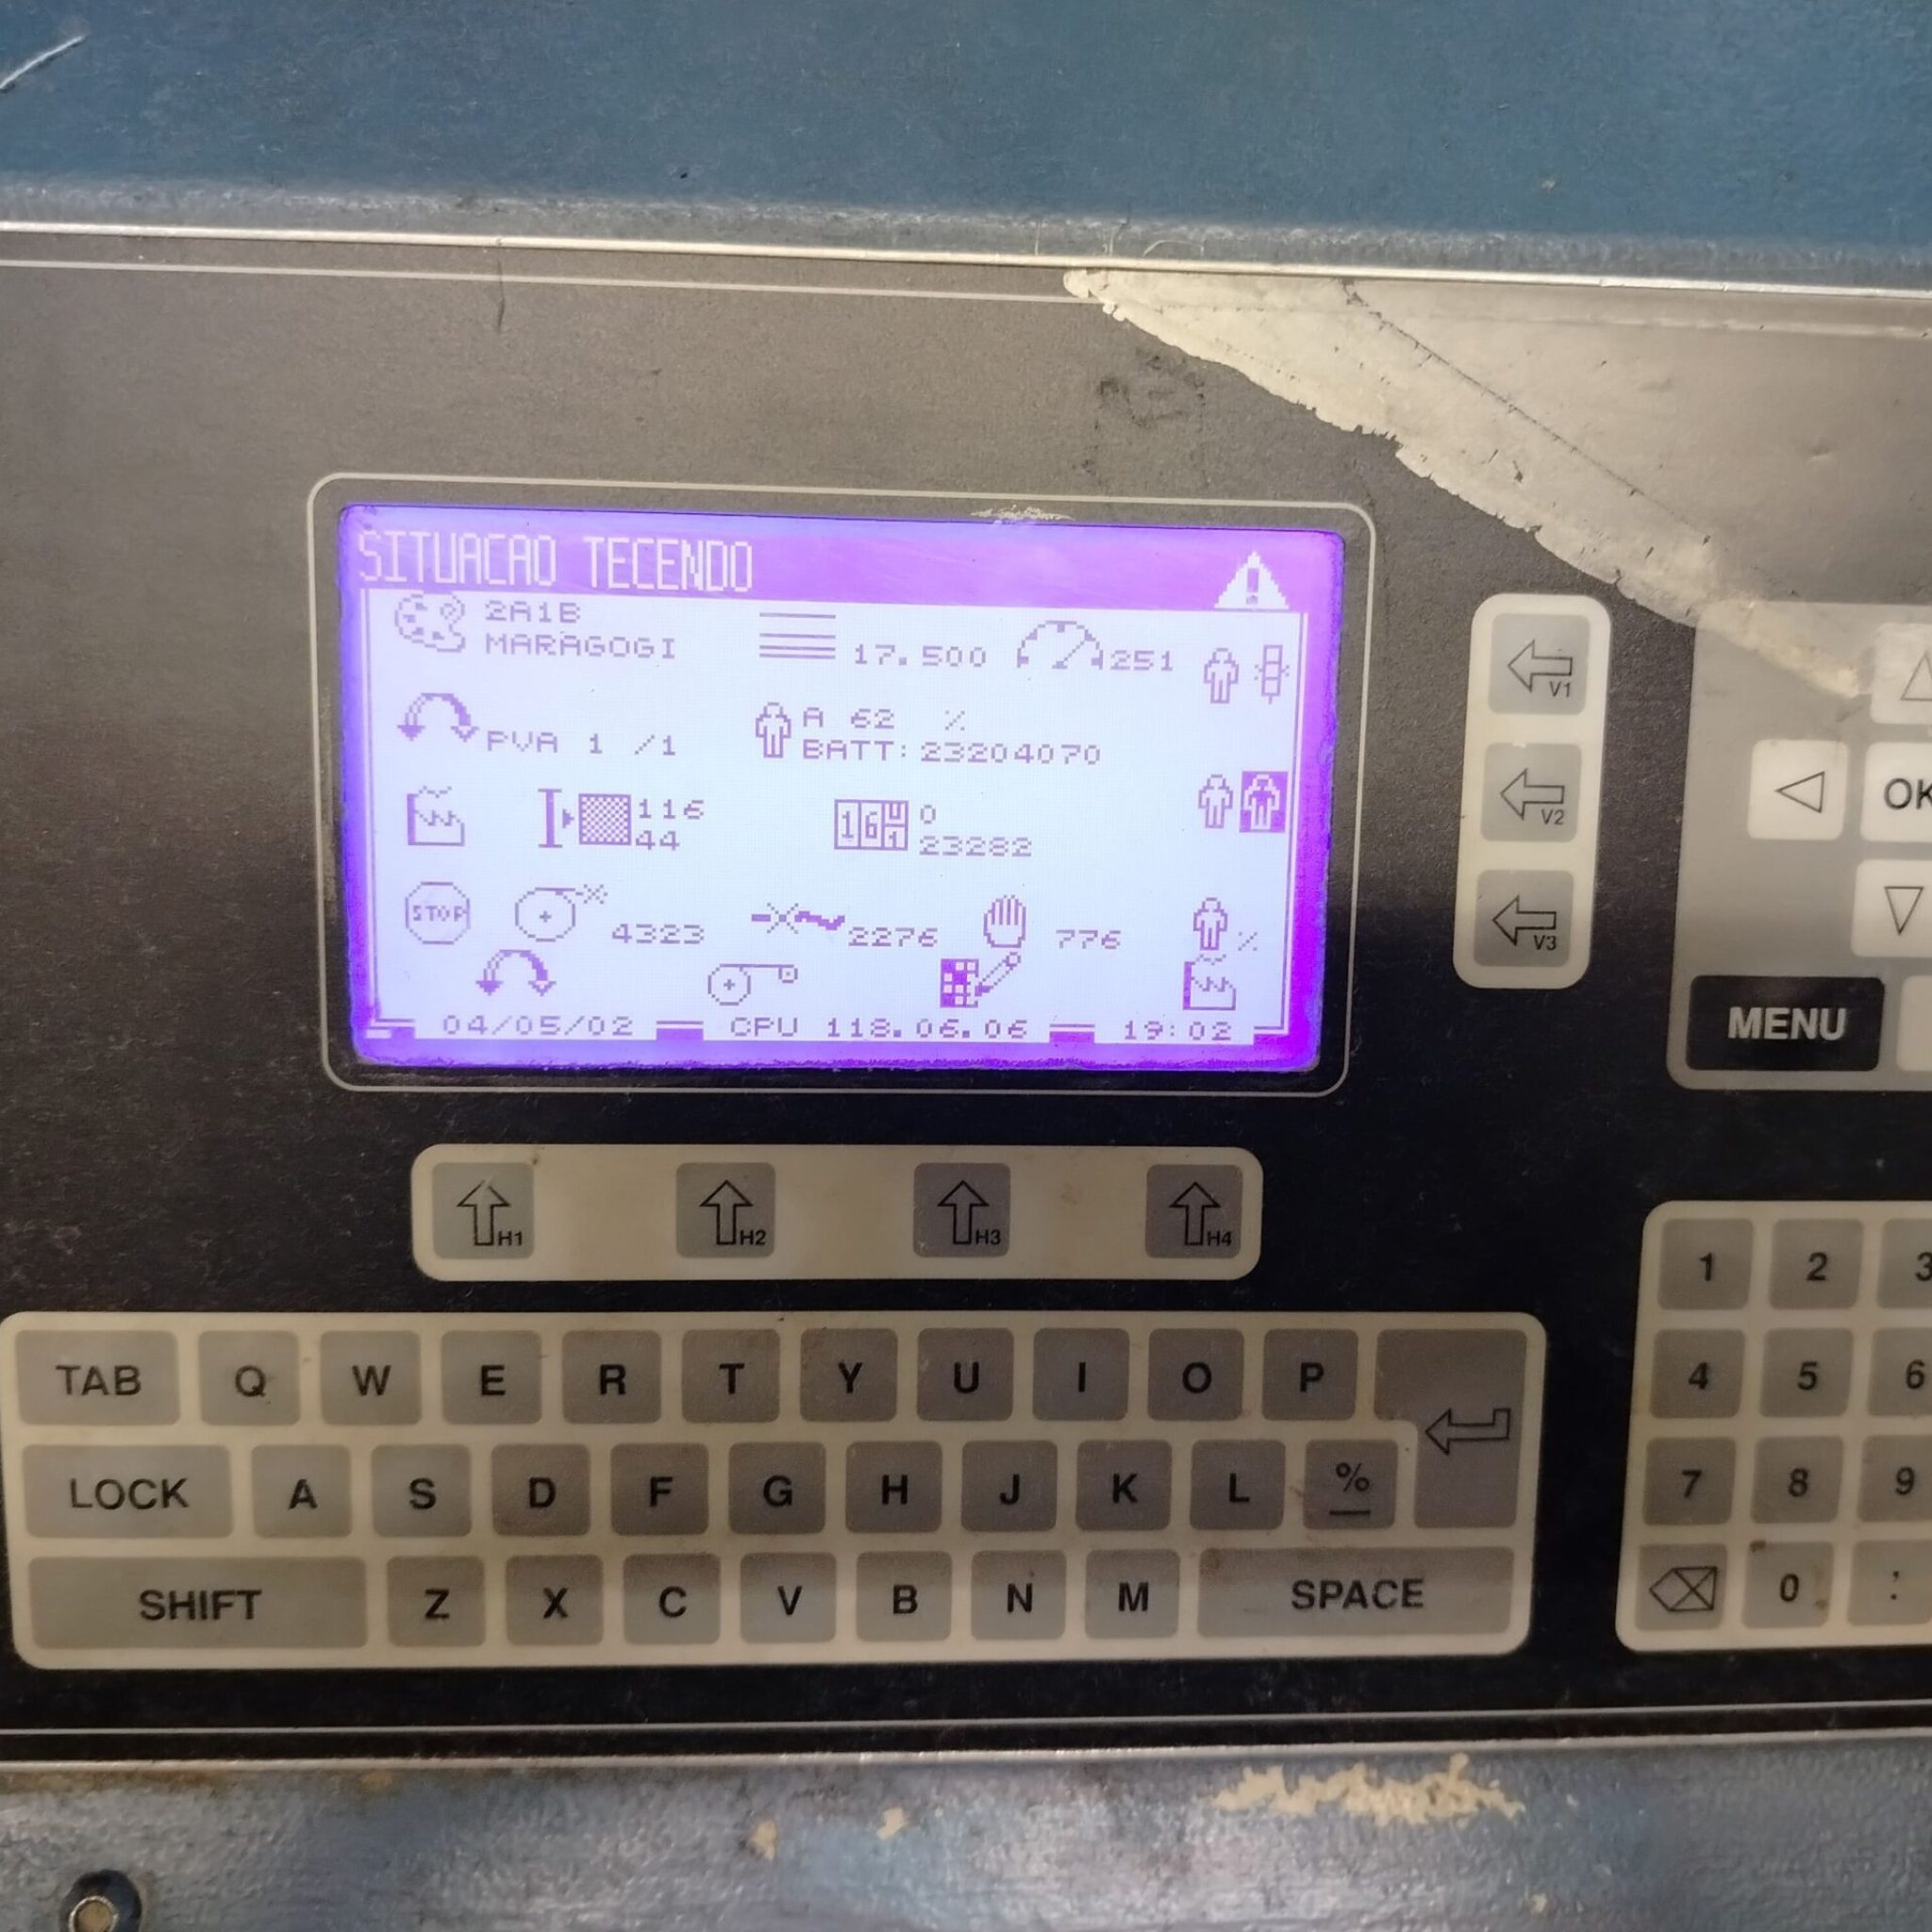 SITUACAO TECENDO
2A1B
MARAGOGI
17.500
251
PVA 1 /1
A 62 %
BATT: 23204070
116
44
0
23282
STOP
4323
2276
776
%
04/05/02
CPU 118.06.06
19:02
V1
V2
V3
OK
MENU
H1
H2
H3
H4
TAB Q W E R T Y U I O P
LOCK A S D F G H J K L %
SHIFT Z X C V B N M SPACE
1 2 3
4 5 6
7 8 9
0 :